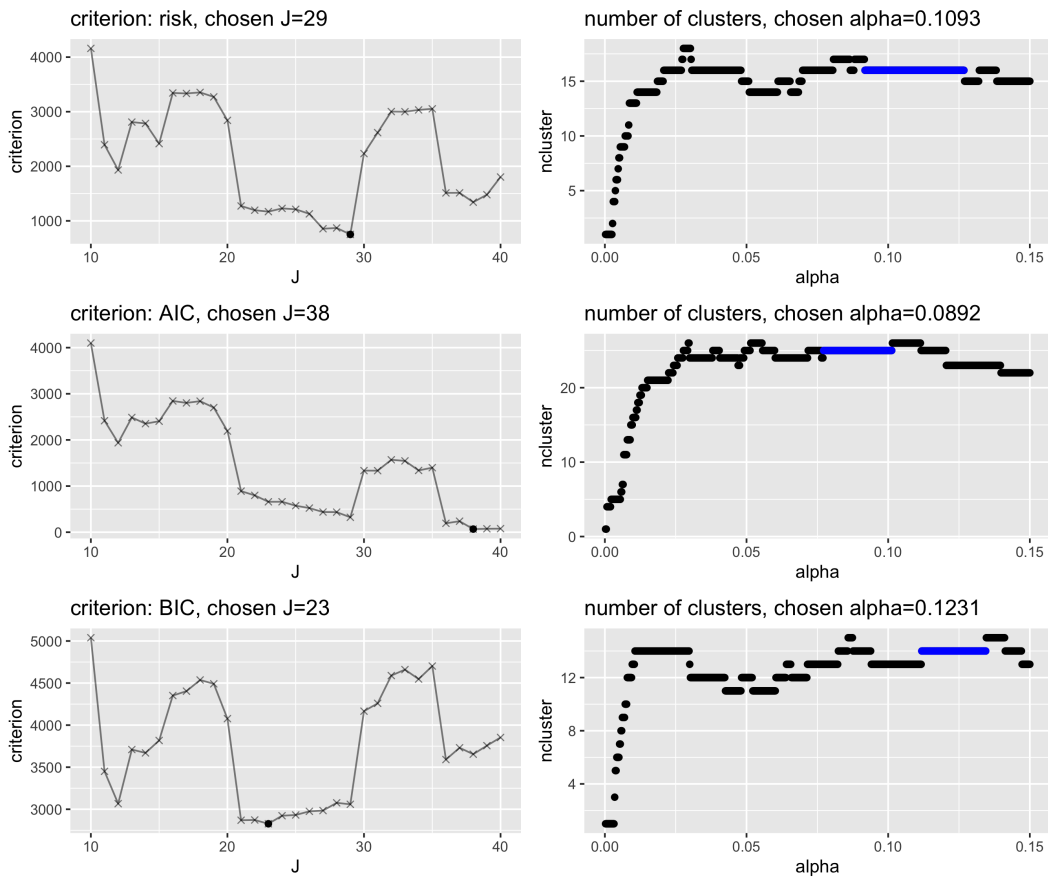 criterion: risk, chosen J=29
4000
3000
2000
1000
criterion
10 20 30 40
J
number of clusters, chosen alpha=0.1093
15
10
5
ncluster
0.00 0.05 0.10 0.15
alpha
criterion: AIC, chosen J=38
4000
3000
2000
1000
0
criterion
10 20 30 40
J
number of clusters, chosen alpha=0.0892
20
10
0
ncluster
0.00 0.05 0.10 0.15
alpha
criterion: BIC, chosen J=23
5000
4500
4000
3500
3000
criterion
10 20 30 40
J
number of clusters, chosen alpha=0.1231
12
8
4
ncluster
0.00 0.05 0.10 0.15
alpha